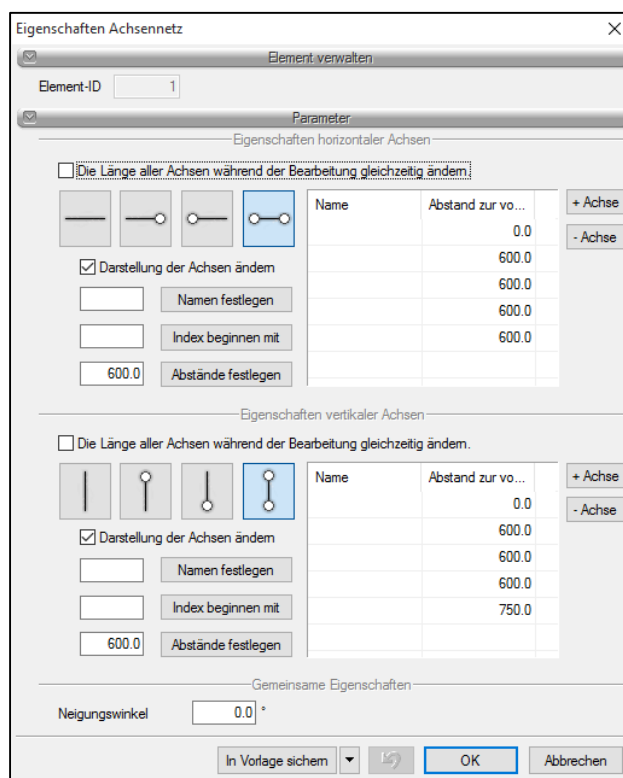 Eigenschaften Achsennetz
Element verwalten
Element-ID 1
Parameter
Eigenschaften horizontaler Achsen
Die Länge aller Achsen während der Bearbeitung gleichzeitig ändern.
Name Abstand zur vo... + Achse
0.0
- Achse
Darstellung der Achsen ändern 600.0
600.0
Namen festlegen 600.0
Index beginnen mit 600.0
600.0 Abstände festlegen
Eigenschaften vertikaler Achsen
Die Länge aller Achsen während der Bearbeitung gleichzeitig ändern.
Name Abstand zur vo... + Achse
0.0
- Achse
Darstellung der Achsen ändern 600.0
600.0
Namen festlegen 600.0
Index beginnen mit 750.0
600.0 Abstände festlegen
Gemeinsame Eigenschaften
Neigungswinkel 0.0 °
In Vorlage sichern OK Abbrechen